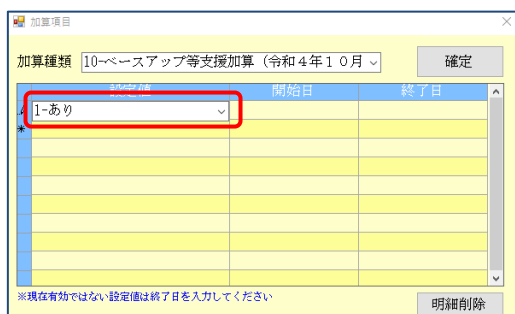 加算項目
加算種類 10-ベースアップ等支援加算（令和４年１０月 確定
設定値 開始日 終了日
1-あり
*
※現在有効ではない設定値は終了日を入力してください
明細削除